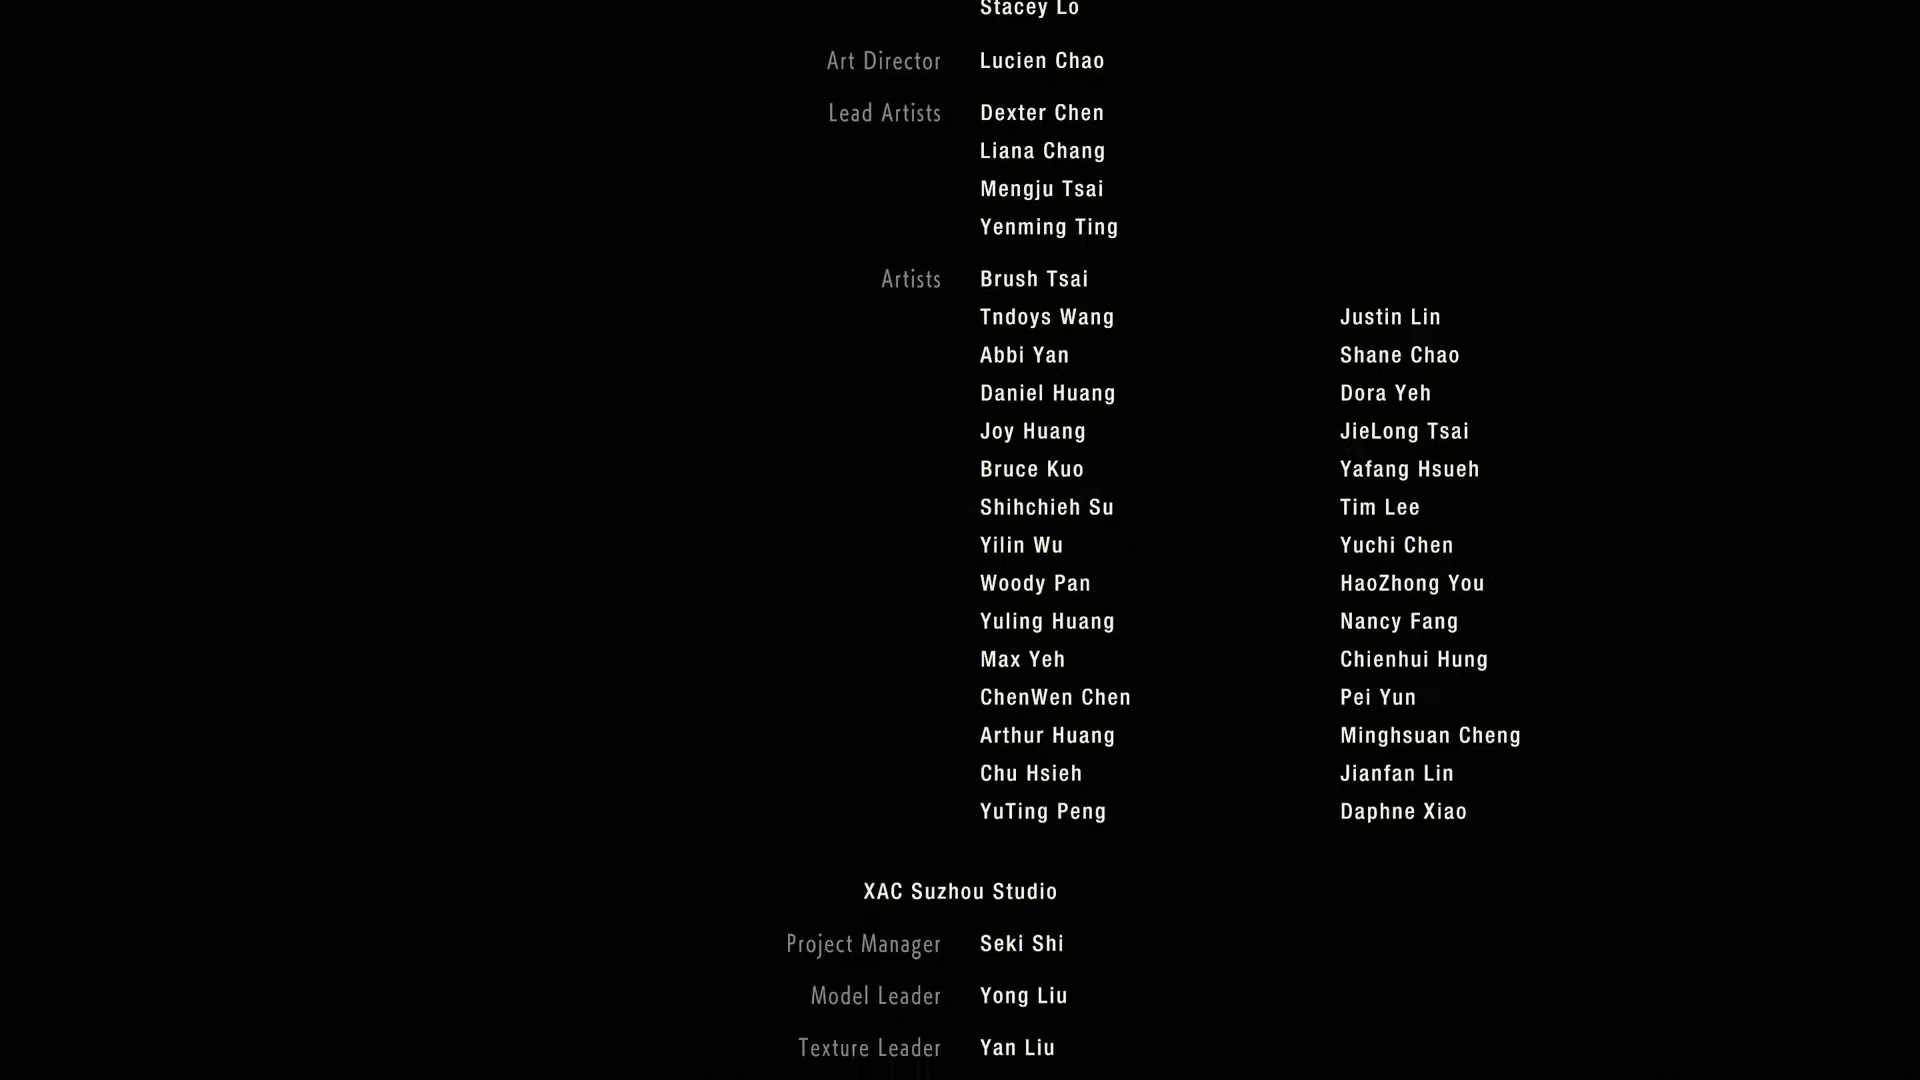 Stacey Lo
Art Director Lucien Chao
Lead Artists Dexter Chen
Liana Chang
Mengju Tsai
Yenming Ting
Artists Brush Tsai
Tndoys Wang Justin Lin
Abbi Yan Shane Chao
Daniel Huang Dora Yeh
Joy Huang JieLong Tsai
Bruce Kuo Yafang Hsueh
Shihchieh Su Tim Lee
Yilin Wu Yuchi Chen
Woody Pan HaoZhong You
Yuling Huang Nancy Fang
Max Yeh Chienhui Hung
ChenWen Chen Pei Yun
Arthur Huang Minghsuan Cheng
Chu Hsieh Jianfan Lin
YuTing Peng Daphne Xiao
XAC Suzhou Studio
Project Manager Seki Shi
Model Leader Yong Liu
Texture Leader Yan Liu